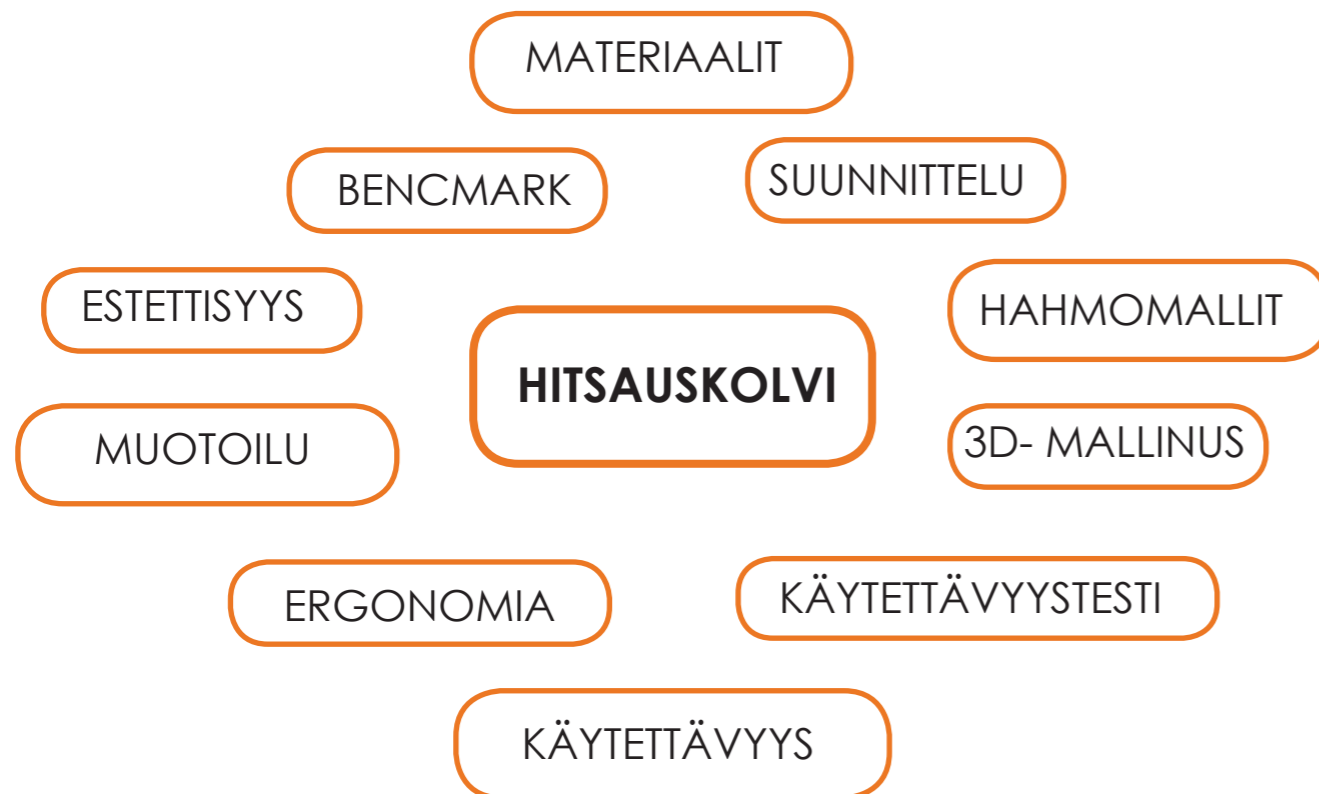 MATERIAALIT
BENCMARK
SUUNNITTELU
ESTETTISYYS
HAHMOMALLIT
HITSAUSKOLVI
MUOTOILU
3D- MALLINUS
ERGONOMIA
KÄYTETTÄVYYSTESTI
KÄYTETTÄVYYS